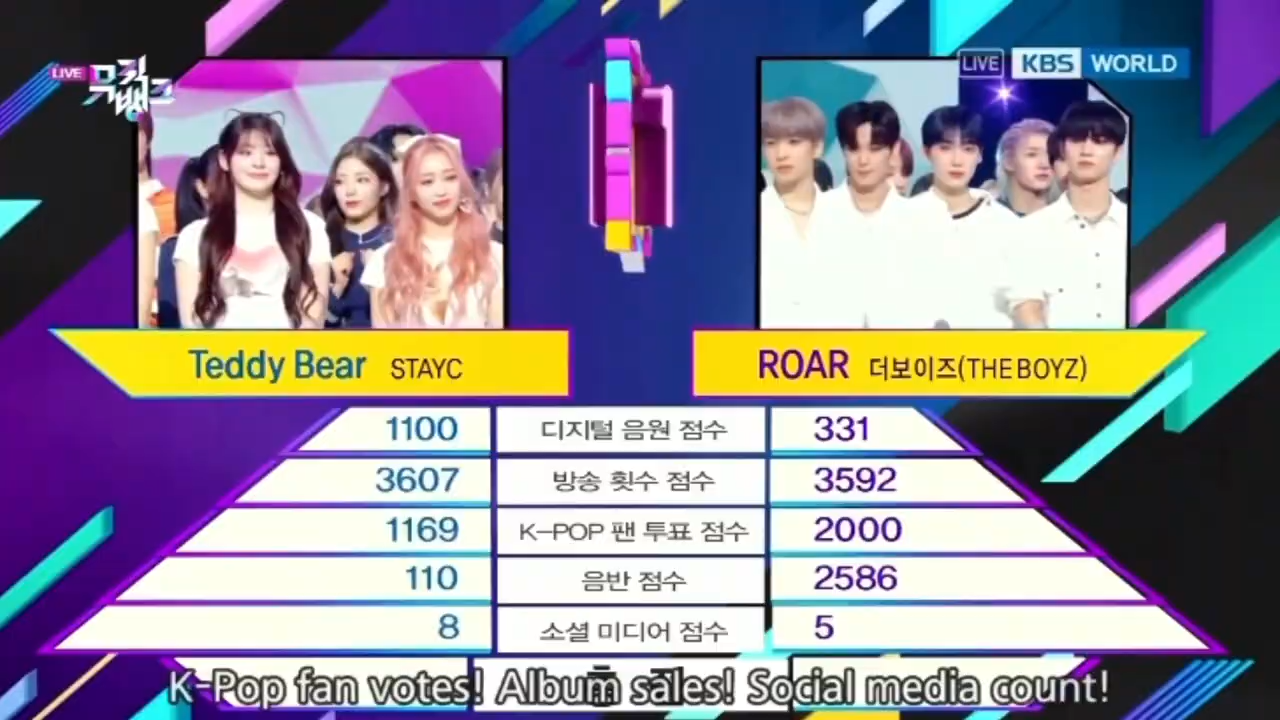 LIVE 뮤직뱅크
LIVE KBS WORLD
Teddy Bear STAYC
ROAR 더보이즈(THE BOYZ)
1100 디지털 음원 점수 331
3607 방송 횟수 점수 3592
1169 K-POP 팬 투표 점수 2000
110 음반 점수 2586
8 소셜 미디어 점수 5
K-Pop fan votes! Album sales! Social media count!